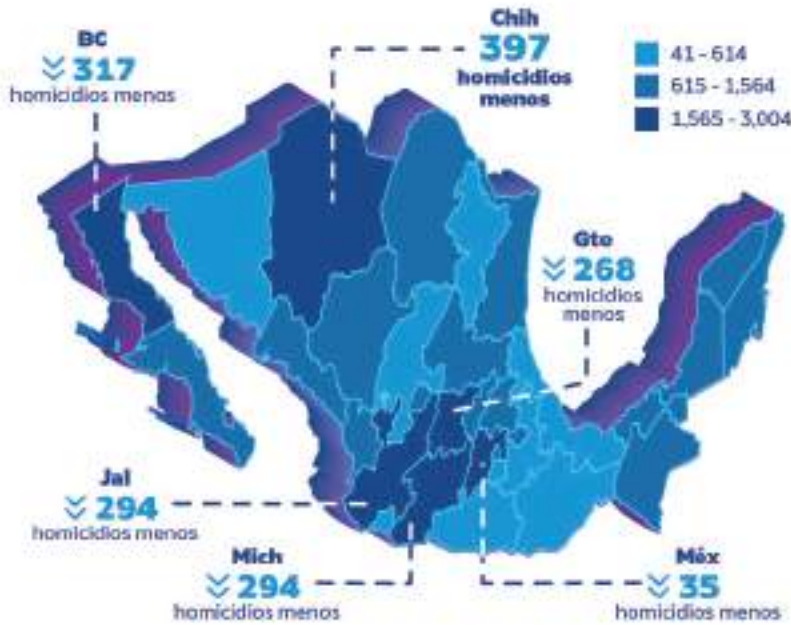 BC
317
homicidios menos
Chih
397
homicidios
menos
41 - 614
615 - 1,564
1,565 - 3,004
Gto
268
homicidios
menos
Jal
294
homicidios menos
Mich
294
homicidios menos
Méx
35
homicidios menos